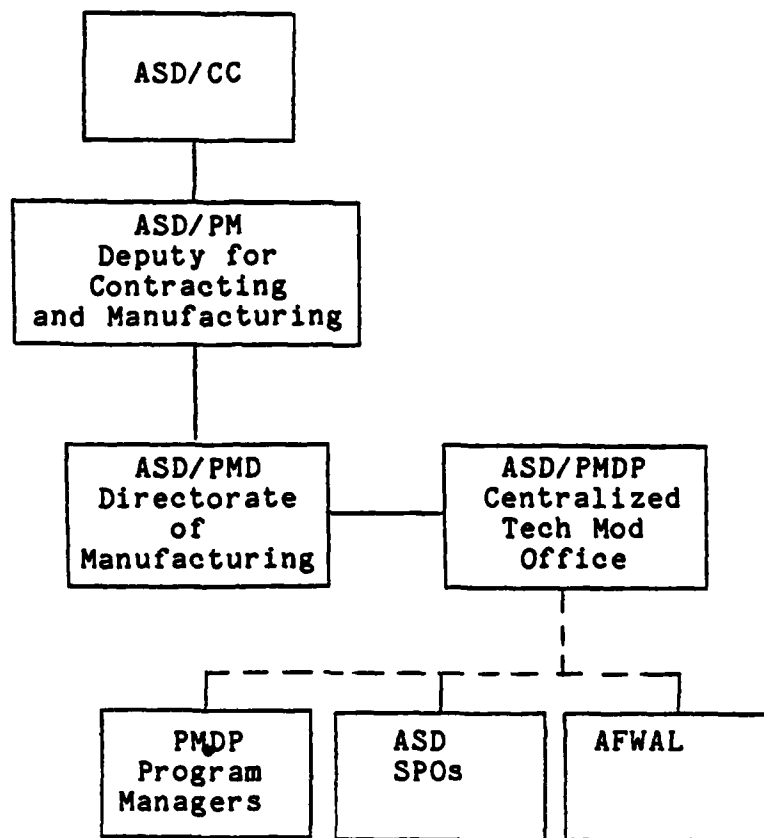 ASD/CC
ASD/PM
Deputy for
Contracting
and Manufacturing
ASD/PMD
Directorate
of
Manufacturing
ASD/PMDP
Centralized
Tech Mod
Office
PMDP
Program
Managers
ASD
SPOs
AFWAL